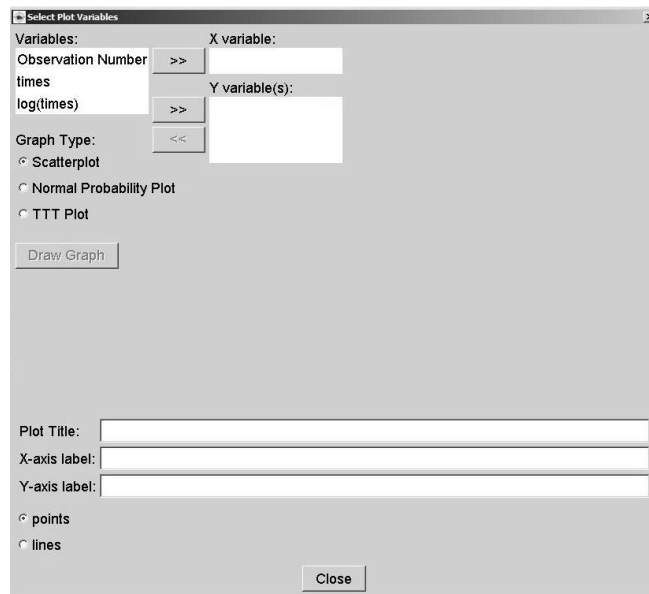 Select Plot Variables
Variables:
X variable:
Observation Number
>>
times
Y variable(s):
log(times)
>>
Graph Type:
<<
Scatterplot
Normal Probability Plot
TTT Plot
Draw Graph
Plot Title:
X-axis label:
Y-axis label:
points
lines
Close